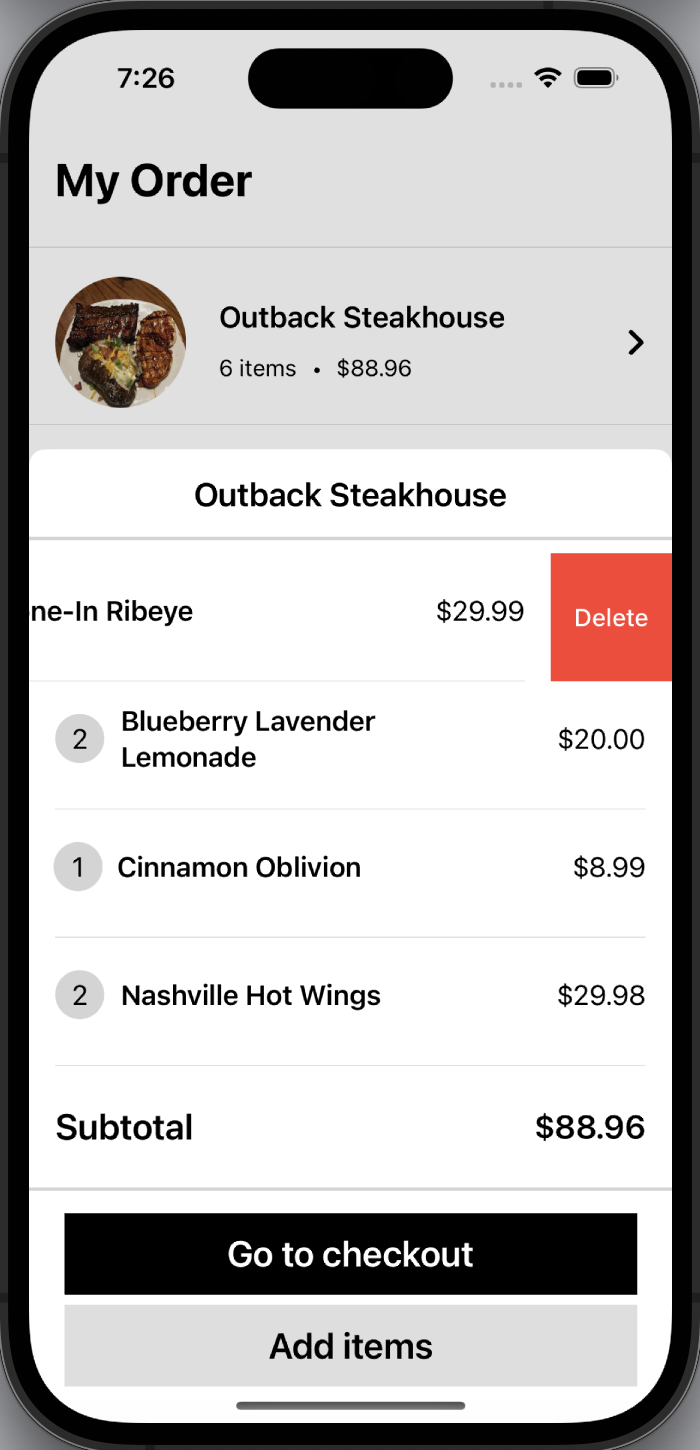 7:26
My Order
Outback Steakhouse
6 items • $88.96
Outback Steakhouse
ne-In Ribeye $29.99 Delete
2 Blueberry Lavender
Lemonade $20.00
1 Cinnamon Oblivion $8.99
2 Nashville Hot Wings $29.98
Subtotal $88.96
Go to checkout
Add items